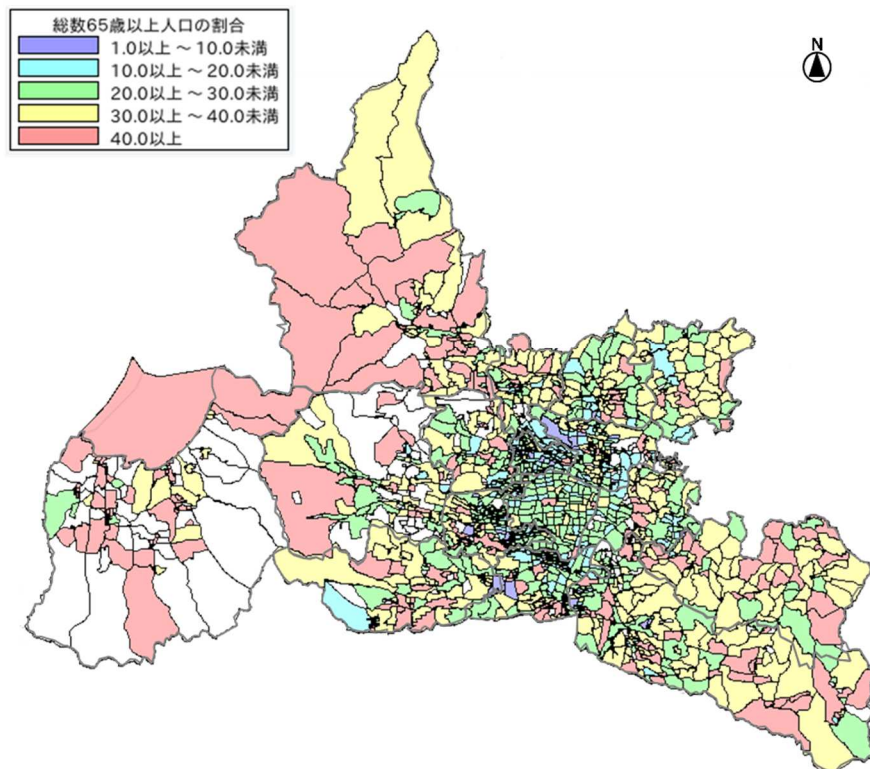 総数65歳以上人口の割合
1.0以上 ~ 10.0未満
10.0以上 ~ 20.0未満
20.0以上 ~ 30.0未満
30.0以上 ~ 40.0未満
40.0以上
N